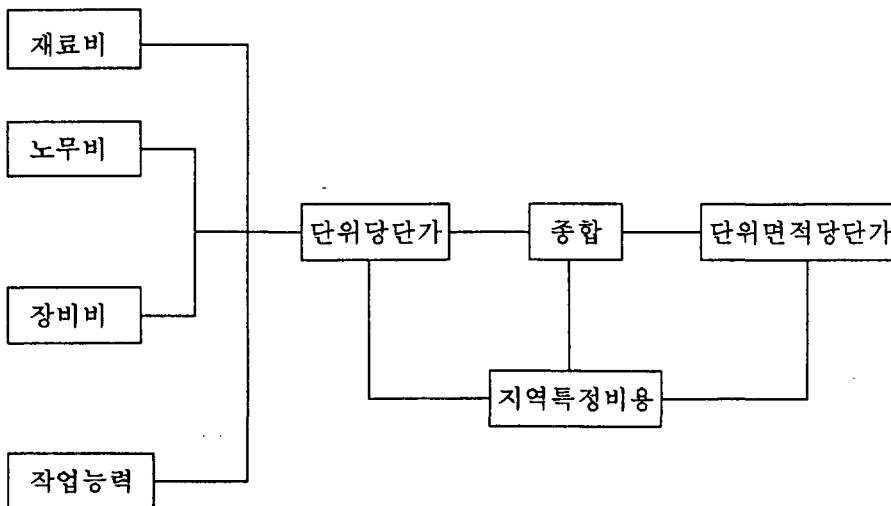 재료비
노무비
단위당단가
종합
단위면적당단가
장비비
지역특정비용
작업능력